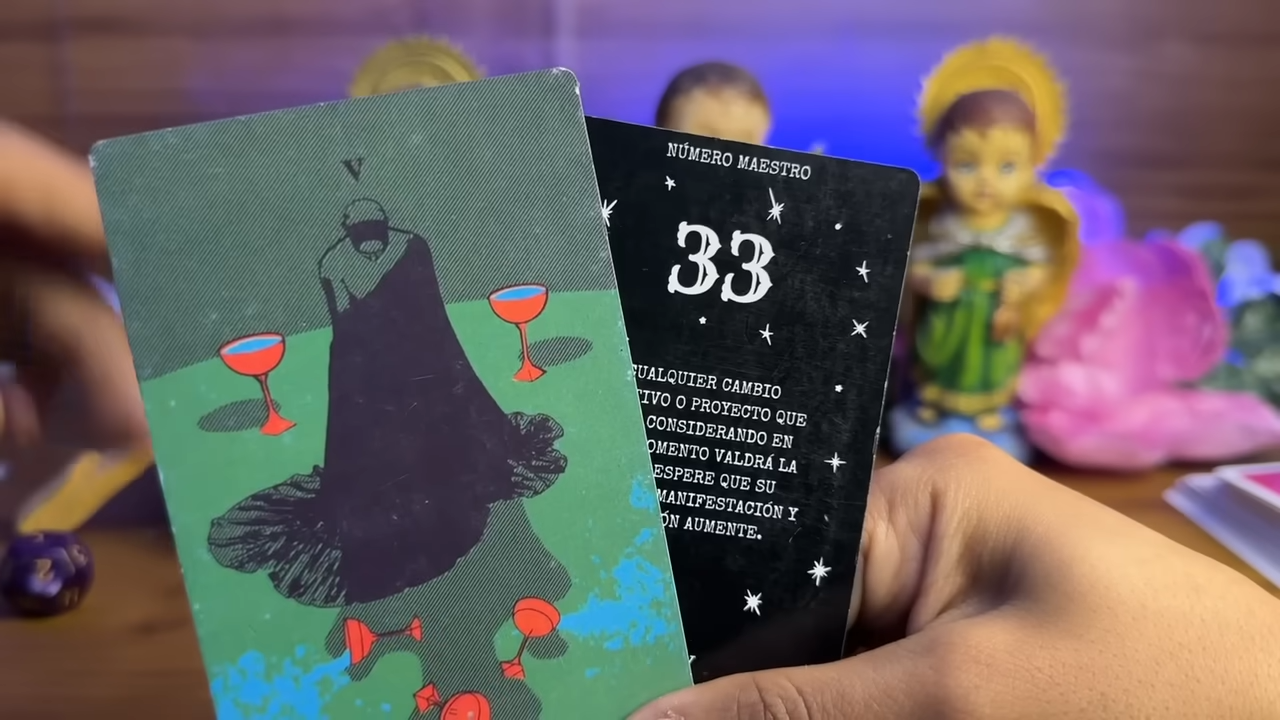 V
NÚMERO MAESTRO
33
CUALQUIER CAMBIO
TIVO O PROYECTO QUE
CONSIDERANDO EN
OMENTO VALDRÁ LA
ESPERE QUE SU
MANIFESTACIÓN Y
ÓN AUMENTE.